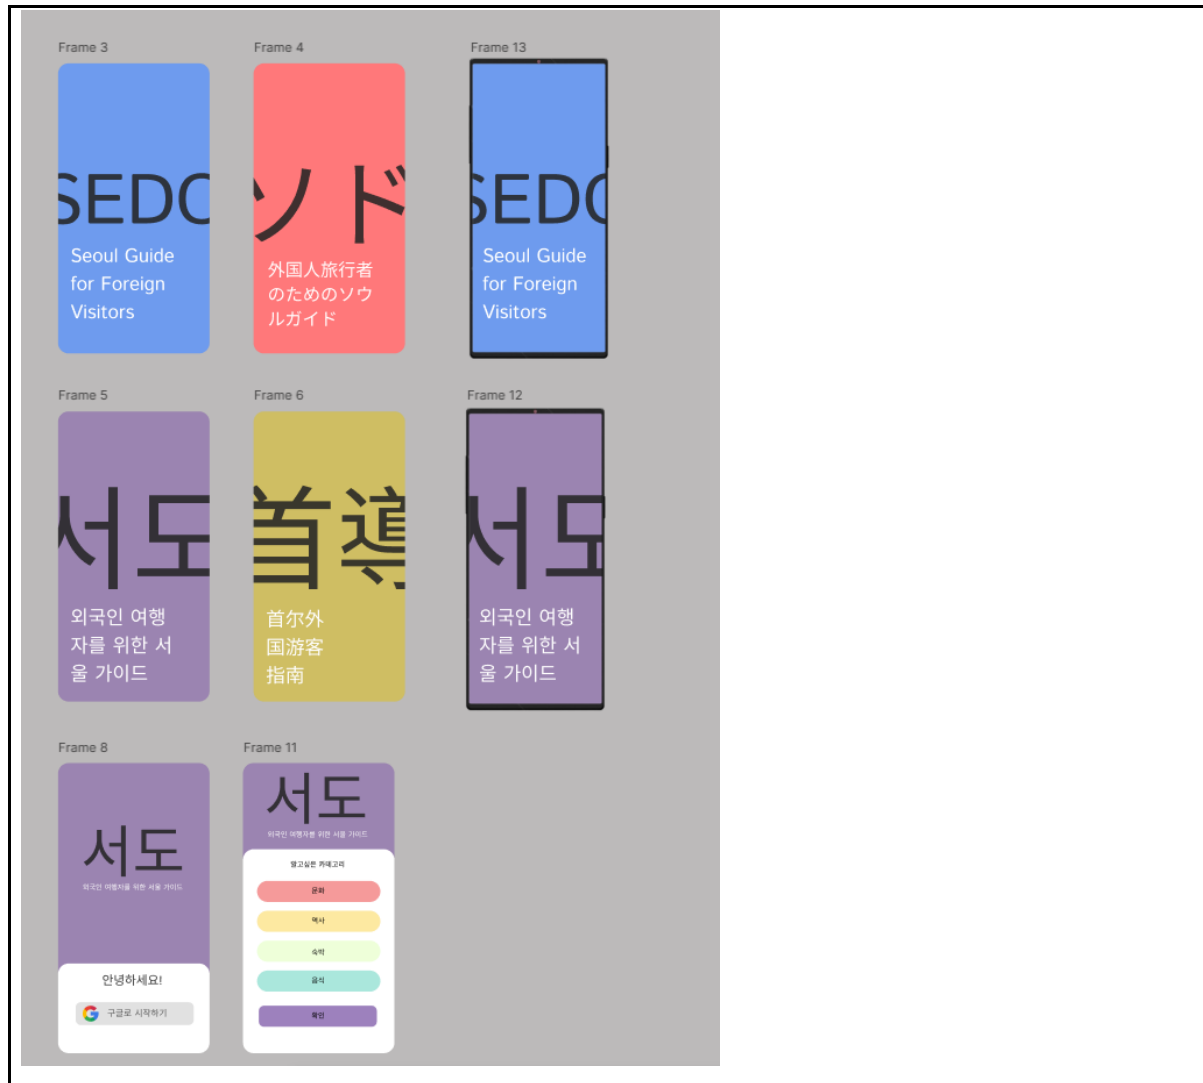 Frame 3
Frame 4
Frame 13
SEDO
Seoul Guide
for Foreign
Visitors
ソド
外国人旅行者
のためのソウ
ルガイド
SEDO
Seoul Guide
for Foreign
Visitors
Frame 5
Frame 6
Frame 12
서도
외국인 여행
자를 위한 서
울 가이드
首導
首尔外
国游客
指南
서도
외국인 여행
자를 위한 서
울 가이드
Frame 8
Frame 11
서도
외국인 여행자를 위한 서울 가이드
안녕하세요!
구글로 시작하기
서도
외국인 여행자를 위한 서울 가이드
알고싶은 카테고리
문화
역사
숙박
음식
확인